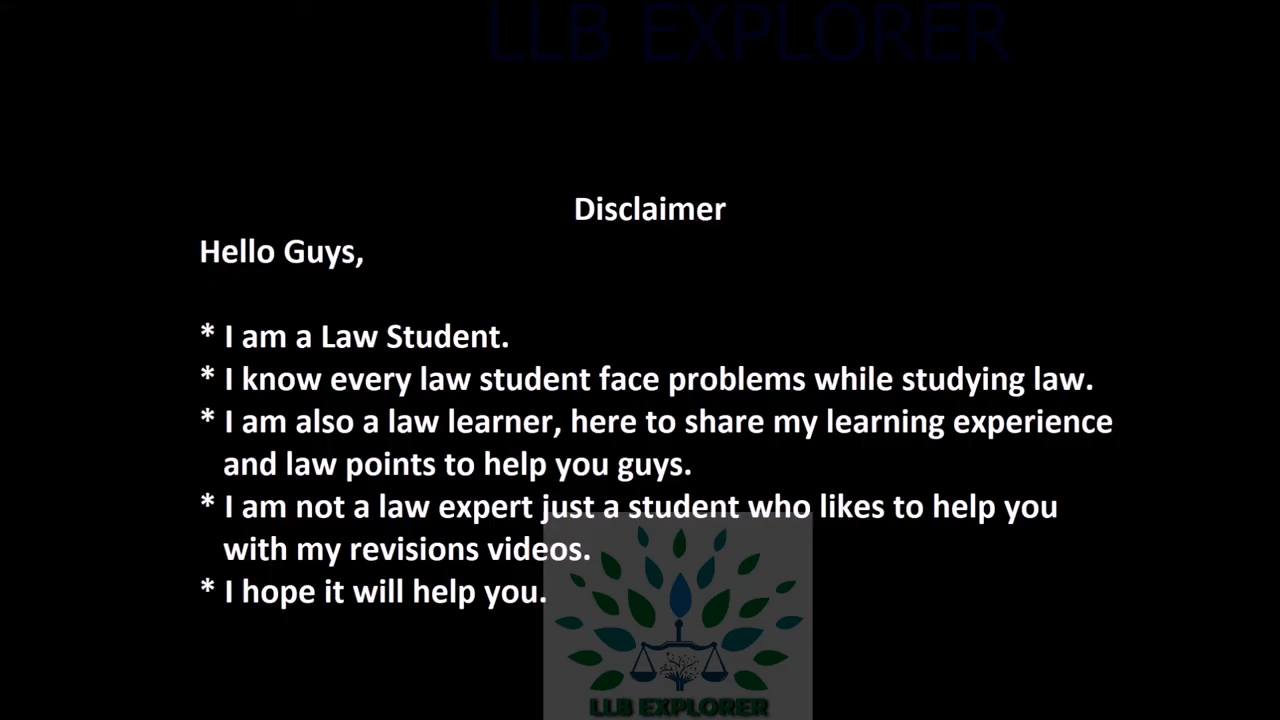 LLB EXPLORER
Disclaimer
Hello Guys,
* I am a Law Student.
* I know every law student face problems while studying law.
* I am also a law learner, here to share my learning experience
and law points to help you guys.
* I am not a law expert just a student who likes to help you
with my revisions videos.
* I hope it will help you.
LLB EXPLORER